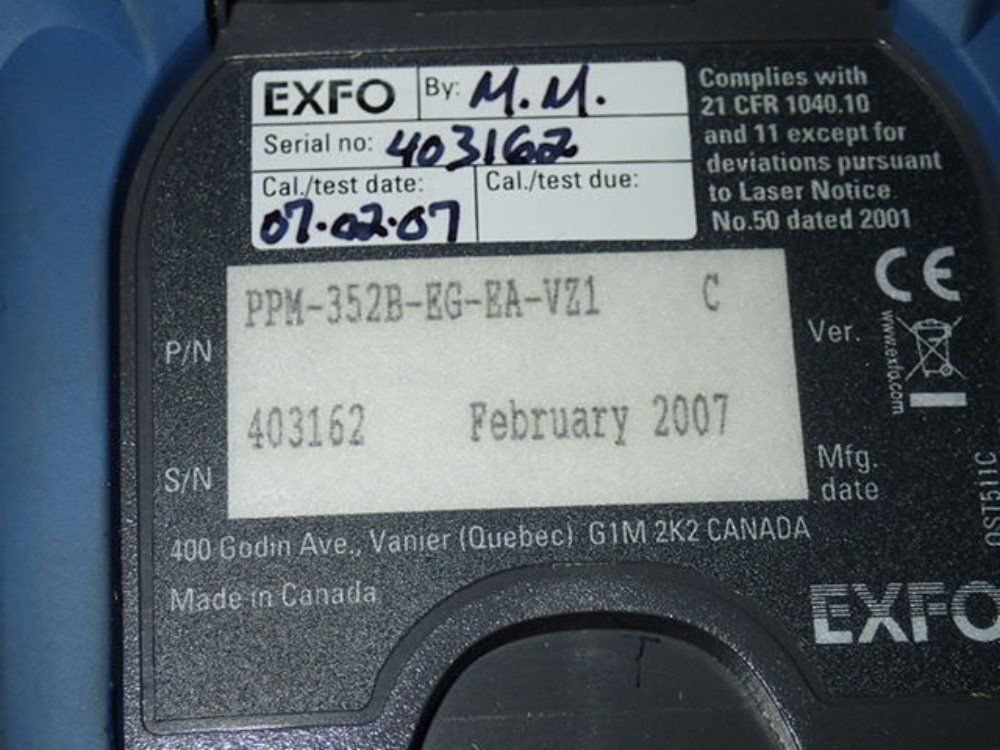 EXFO By: M.M.
Serial no: 403162
Cal./test date: Cal./test due:
07.02.07
Complies with
21 CFR 1040.10
and 11 except for
deviations pursuant
to Laser Notice
No.50 dated 2001
CE
PPM-352B-EG-EA-VZ1 C
P/N
Ver.
www.exfo.com
403162 February 2007
S/N
Mfg.
date
400 Godin Ave., Vanier (Quebec) G1M 2K2 CANADA
Made in Canada
EXFO